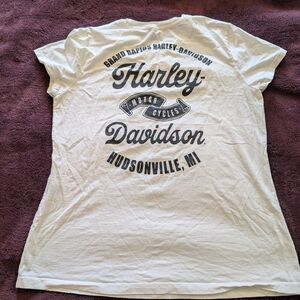 GRAND RAPIDS HARLEY-DAVIDSON
Harley-
MOTOR
CYCLES
Davidson
HUDSONVILLE, MI